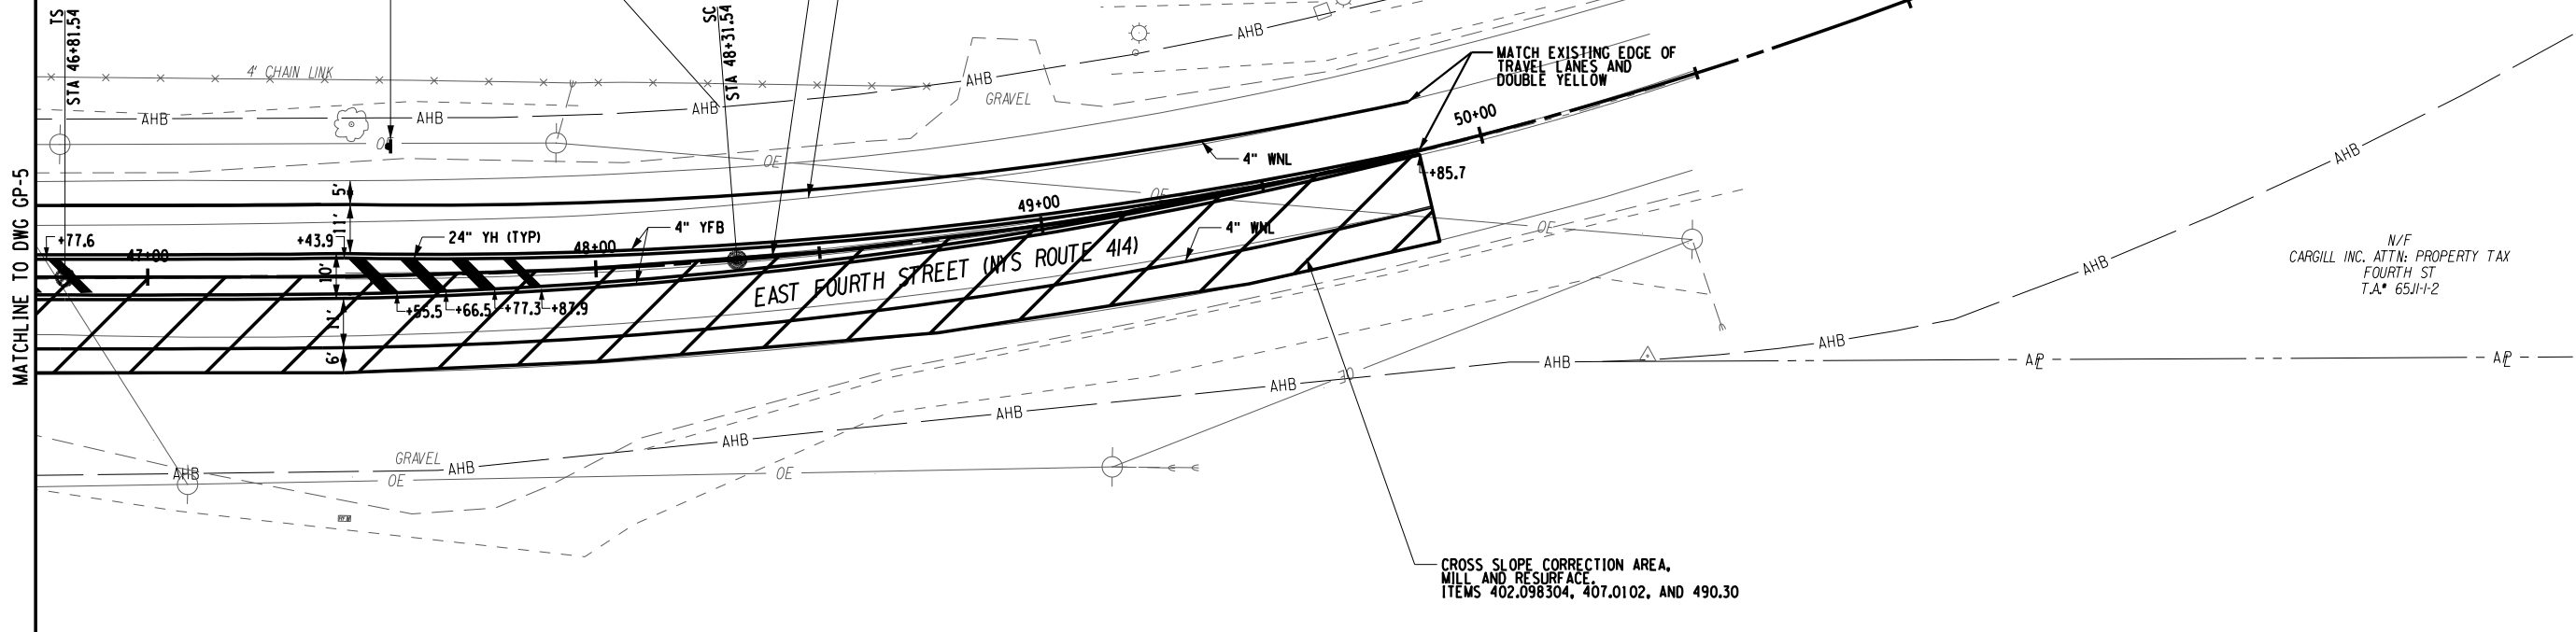 TS
STA 46+81.54
SC
STA 48+31.54
4' CHAIN LINK
AHB
AHB
AHB
AHB
AHB
GRAVEL
MATCH EXISTING EDGE OF
TRAVEL LANES AND
DOUBLE YELLOW
50+00
4" WNL
+85.7
OE
OE
OE
OE
MATCHLINE TO DWG GP-5
5'
11'
10'
11'
6'
+77.6
47+00
+43.9
24" YH (TYP)
48+00
4" YFB
49+00
4" WNL
+55.5
+66.5
+77.3
+87.9
EAST FOURTH STREET (NYS ROUTE 414)
AHB
AHB
N/F
CARGILL INC. ATTN: PROPERTY TAX
FOURTH ST
T.A.# 65.11-1-2
AHB
AHB
AHB
AHB
AHB
AHB
AHB
OE
OE
OE
GRAVEL
CROSS SLOPE CORRECTION AREA,
MILL AND RESURFACE.
ITEMS 402.098304, 407.0102, AND 490.30